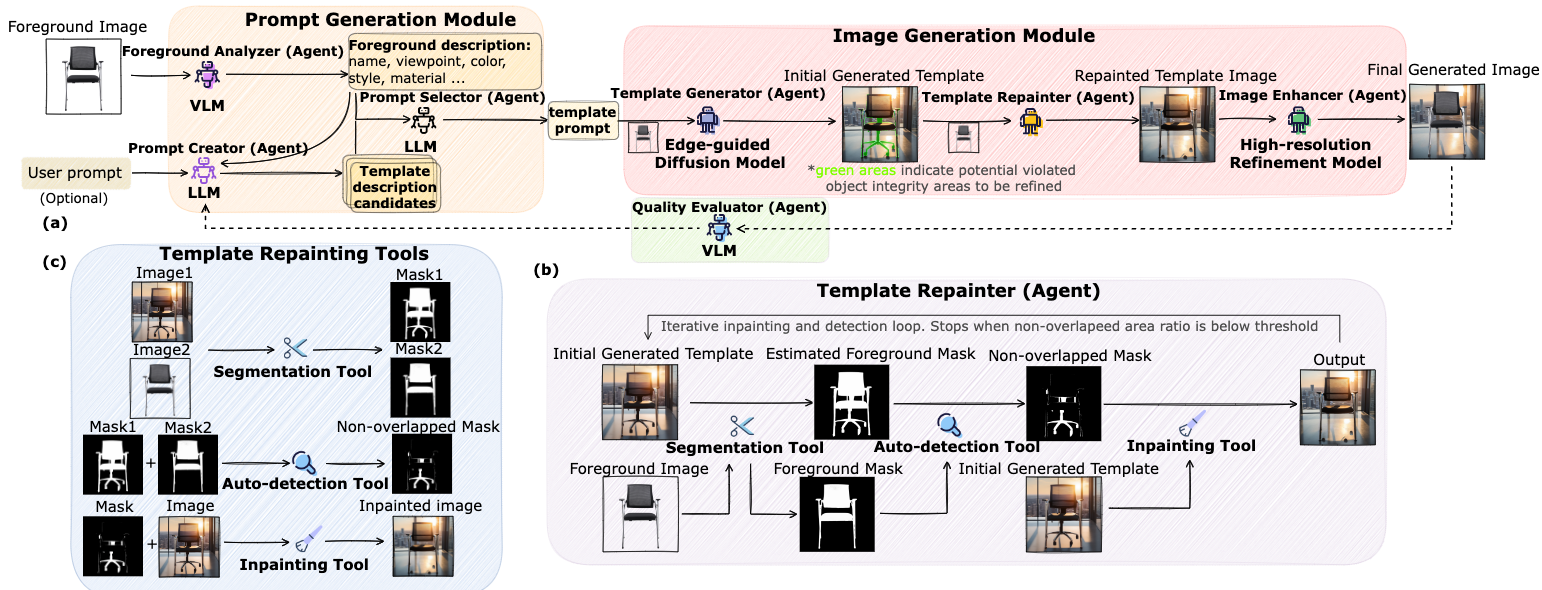 Prompt Generation Module
Foreground Image
Foreground Analyzer (Agent)
VLM
Foreground description:
name, viewpoint, color,
style, material ...
Prompt Selector (Agent)
LLM
template
prompt
Prompt Creator (Agent)
LLM
User prompt
(Optional)
Template
description
candidates
(a)
Image Generation Module
Initial Generated Template
Repainted Template Image
Final Generated Image
Template Generator (Agent)
Template Repainter (Agent)
Image Enhancer (Agent)
Edge-guided
Diffusion Model
High-resolution
Refinement Model
*green areas indicate potential violated
object integrity areas to be refined
Quality Evaluator (Agent)
VLM
(c)
Template Repainting Tools
Image1
Mask1
Image2
Mask2
Segmentation Tool
Mask1
+
Mask2
Non-overlapped Mask
Auto-detection Tool
Mask
+
Image
Inpainted image
Inpainting Tool
(b)
Template Repainter (Agent)
Iterative inpainting and detection loop. Stops when non-overlapeed area ratio is below threshold
Initial Generated Template
Estimated Foreground Mask
Non-overlapped Mask
Output
Segmentation Tool
Auto-detection Tool
Inpainting Tool
Foreground Image
Foreground Mask
Initial Generated Template